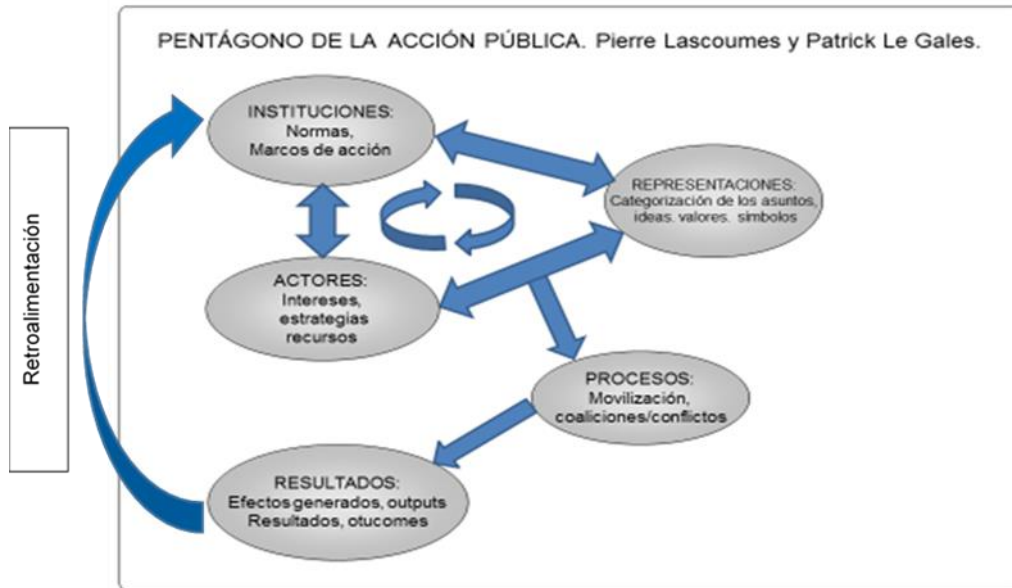 PENTÁGONO DE LA ACCIÓN PÚBLICA. Pierre Lascoumes y Patrick Le Gales.
INSTITUCIONES:
Normas,
Marcos de acción
REPRESENTACIONES:
Categorización de los asuntos,
ideas, valores, símbolos
ACTORES:
Intereses,
estrategias
recursos
PROCESOS:
Movilización,
coaliciones/conflictos
RESULTADOS:
Efectos generados, outputs
Resultados, otucomes
Retroalimentación